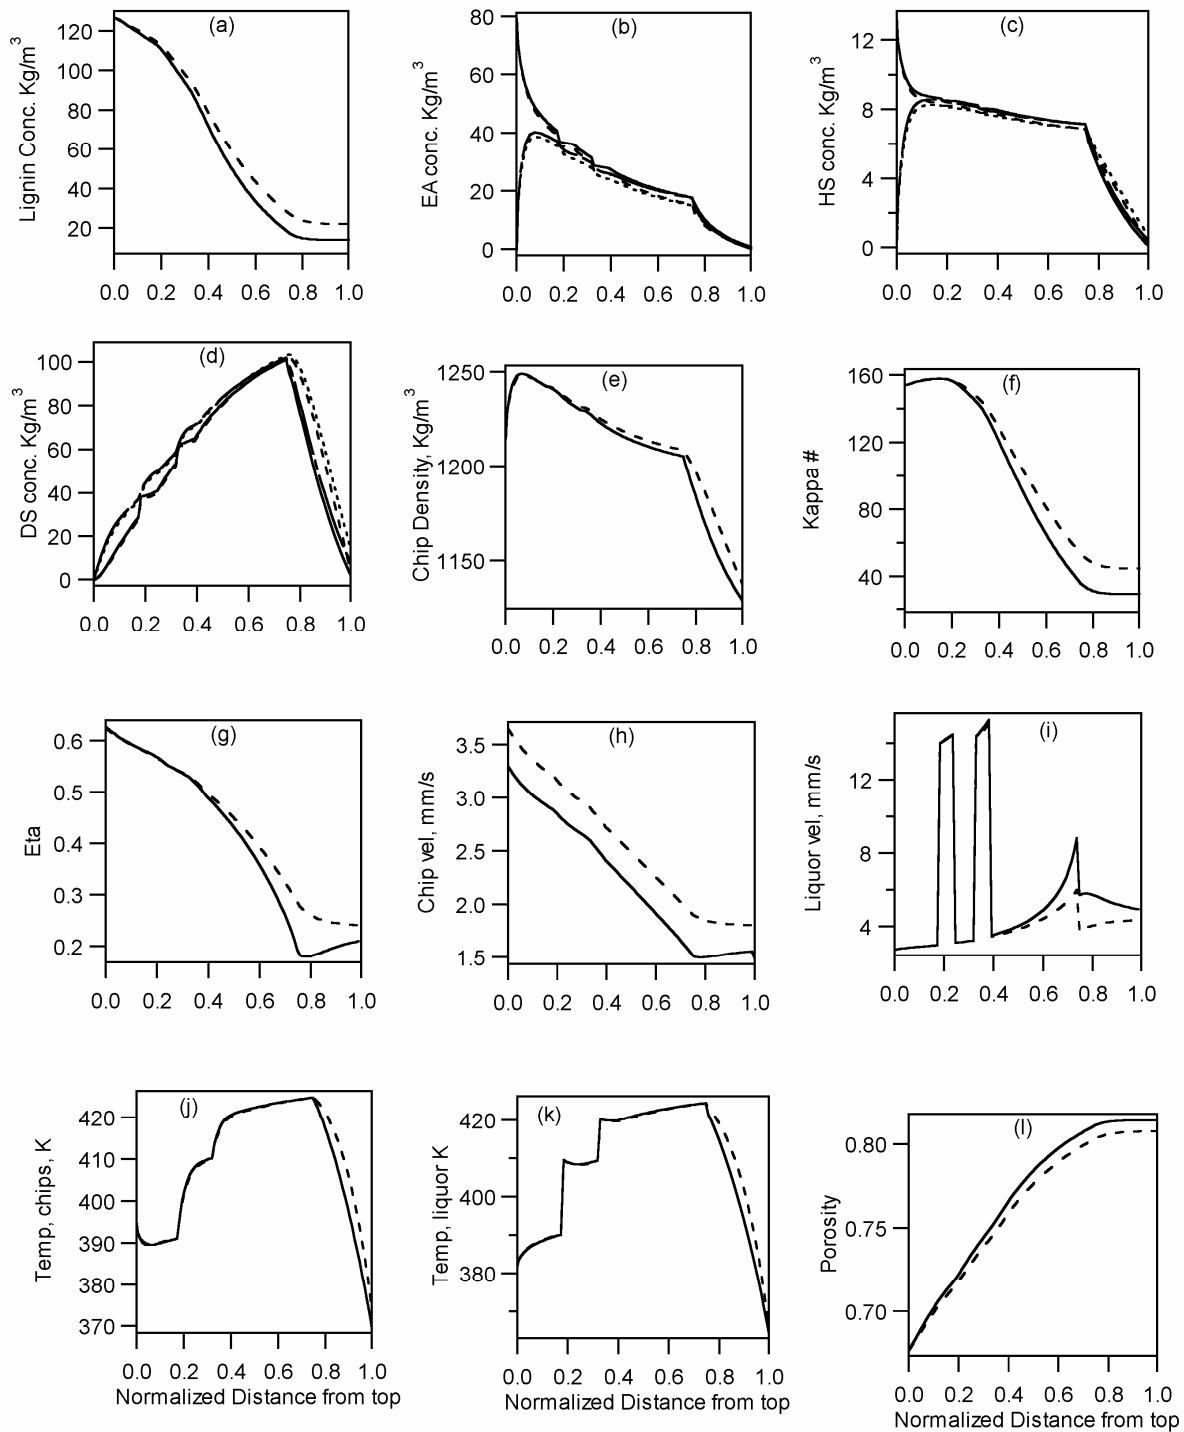 (a)
Lignin Conc. Kg/m³
120
100
80
60
40
20
0.0 0.2 0.4 0.6 0.8 1.0
(b)
EA conc. Kg/m³
80
60
40
20
0
0.0 0.2 0.4 0.6 0.8 1.0
(c)
HS conc. Kg/m³
12
8
4
0
0.0 0.2 0.4 0.6 0.8 1.0
(d)
DS conc. Kg/m³
100
80
60
40
20
0
0.0 0.2 0.4 0.6 0.8 1.0
(e)
Chip Density, Kg/m³
1250
1200
1150
0.0 0.2 0.4 0.6 0.8 1.0
(f)
Kappa #
160
120
80
40
0.0 0.2 0.4 0.6 0.8 1.0
(g)
Eta
0.6
0.5
0.4
0.3
0.2
0.0 0.2 0.4 0.6 0.8 1.0
(h)
Chip vel, mm/s
3.5
3.0
2.5
2.0
1.5
0.0 0.2 0.4 0.6 0.8 1.0
(i)
Liquor vel, mm/s
12
8
4
0.0 0.2 0.4 0.6 0.8 1.0
(j)
Temp, chips, K
420
410
400
390
380
370
0.0 0.2 0.4 0.6 0.8 1.0
Normalized Distance from top
(k)
Temp, liquor K
420
400
380
0.0 0.2 0.4 0.6 0.8 1.0
Normalized Distance from top
(l)
Porosity
0.80
0.75
0.70
0.0 0.2 0.4 0.6 0.8 1.0
Normalized Distance from top